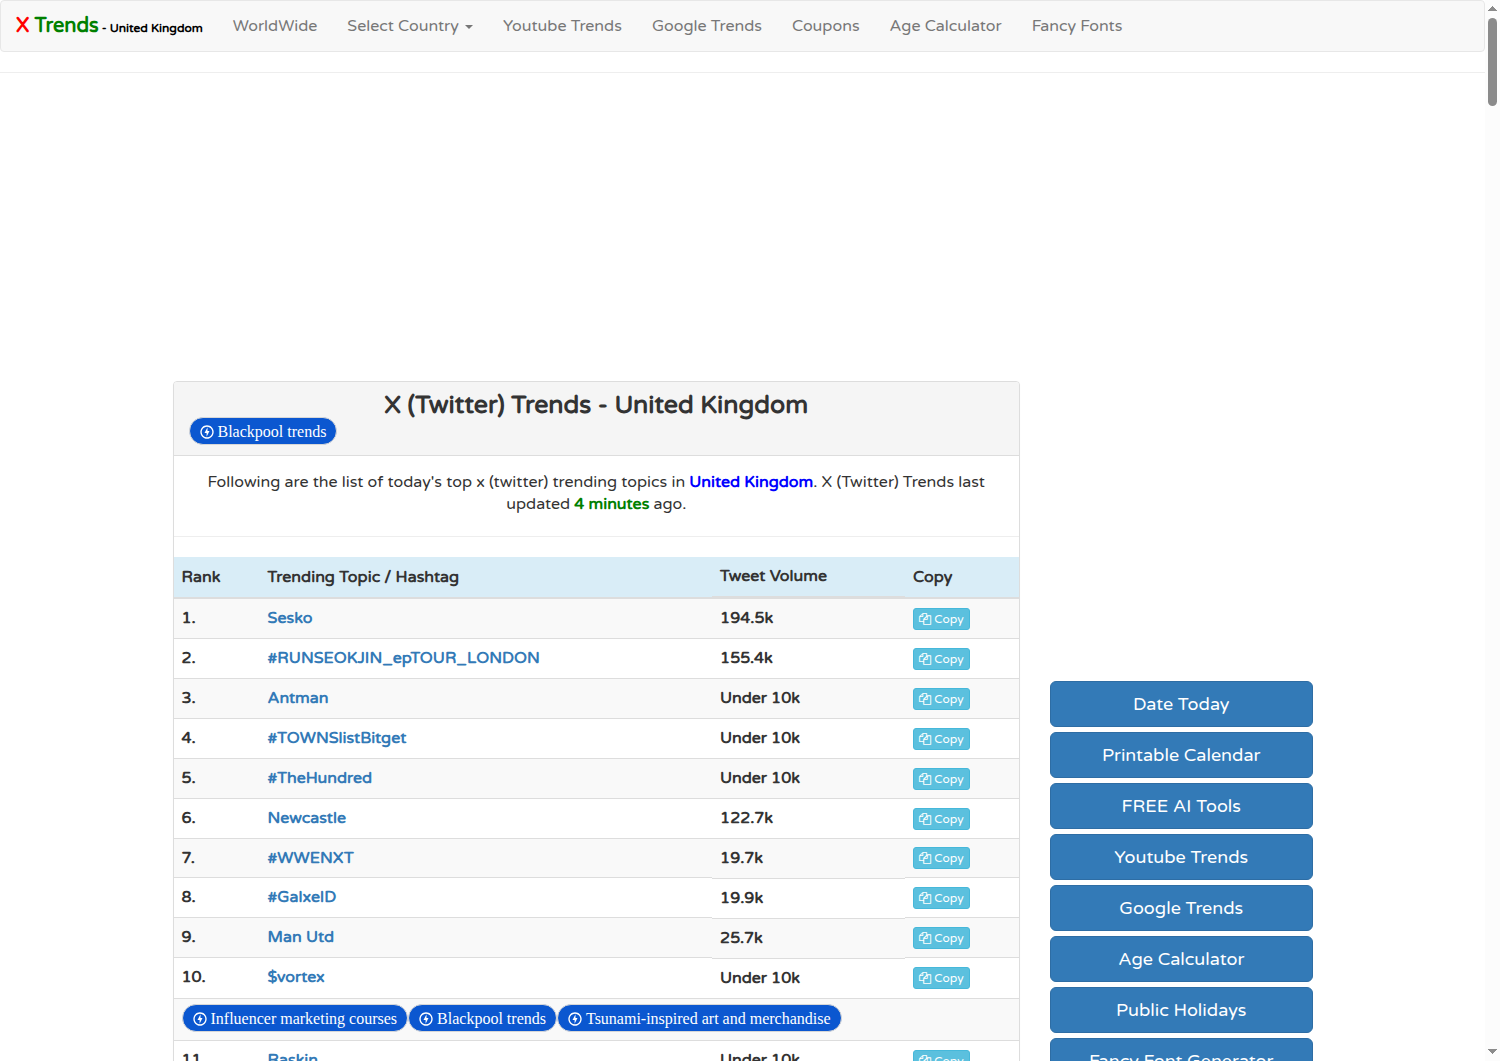 X Trends - United Kingdom WorldWide Select Country Youtube Trends Google Trends Coupons Age Calculator Fancy Fonts
X (Twitter) Trends - United Kingdom
Blackpool trends
Following are the list of today's top x (twitter) trending topics in United Kingdom. X (Twitter) Trends last
updated 4 minutes ago.
Rank Trending Topic / Hashtag Tweet Volume Copy
1. Sesko 194.5k Copy
2. #RUNSEOKJIN_epTOUR_LONDON 155.4k Copy
3. Antman Under 10k Copy
4. #TOWNSlistBitget Under 10k Copy
5. #TheHundred Under 10k Copy
6. Newcastle 122.7k Copy
7. #WWENXT 19.7k Copy
8. #GalxeID 19.9k Copy
9. Man Utd 25.7k Copy
10. $vortex Under 10k Copy
Influencer marketing courses Blackpool trends Tsunami-inspired art and merchandise
11. Raskin Under 10k Copy
Date Today
Printable Calendar
FREE AI Tools
Youtube Trends
Google Trends
Age Calculator
Public Holidays
Fancy Font Generator